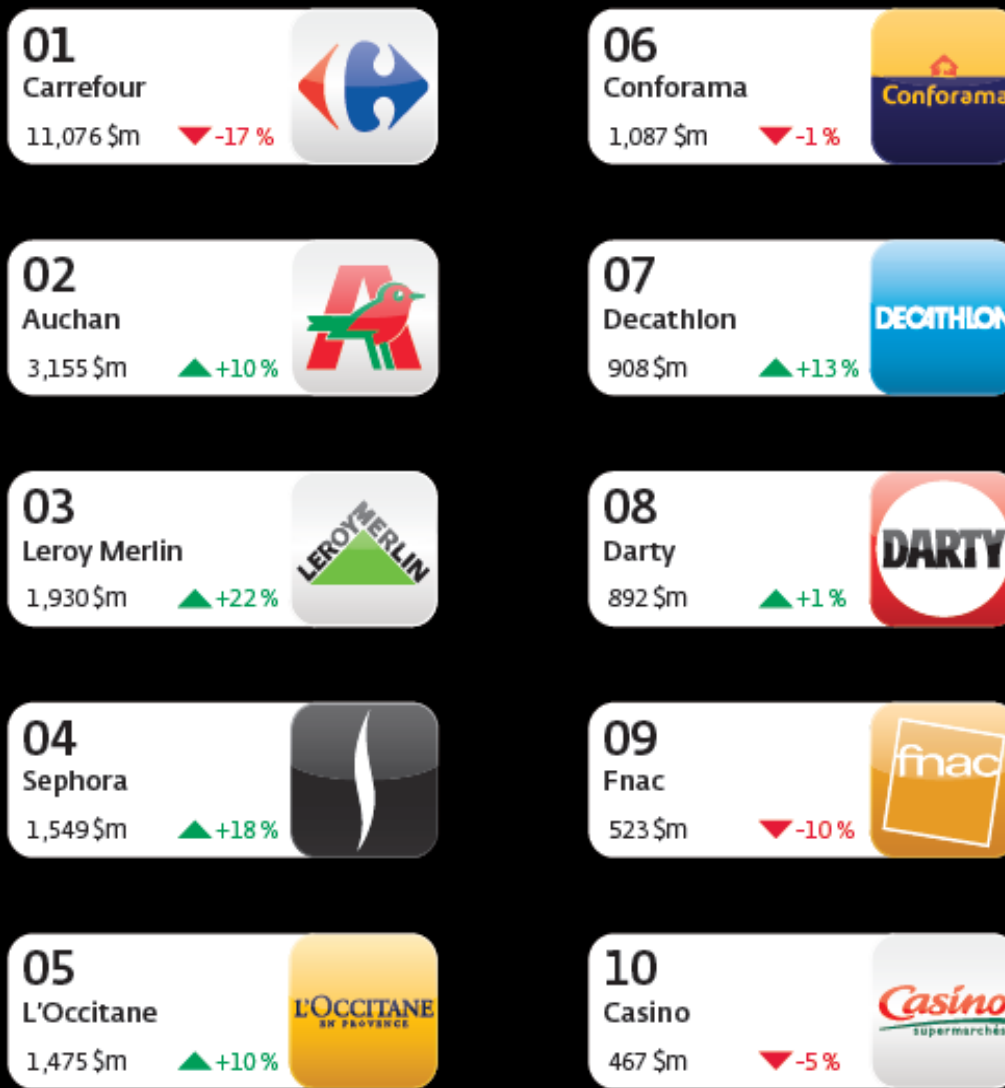 01
Carrefour
11,076 $m -17 %
02
Auchan
3,155 $m +10 %
03
Leroy Merlin
1,930 $m +22 %
LEROY MERLIN
04
Sephora
1,549 $m +18 %
05
L'Occitane
1,475 $m +10 %
L'OCCITANE
EN PROVENCE
06
Conforama
1,087 $m -1 %
Conforama
07
Decathlon
908 $m +13 %
DECATHLON
08
Darty
892 $m +1 %
DARTY
09
Fnac
523 $m -10 %
fnac
10
Casino
467 $m -5 %
Casino
supermarchés